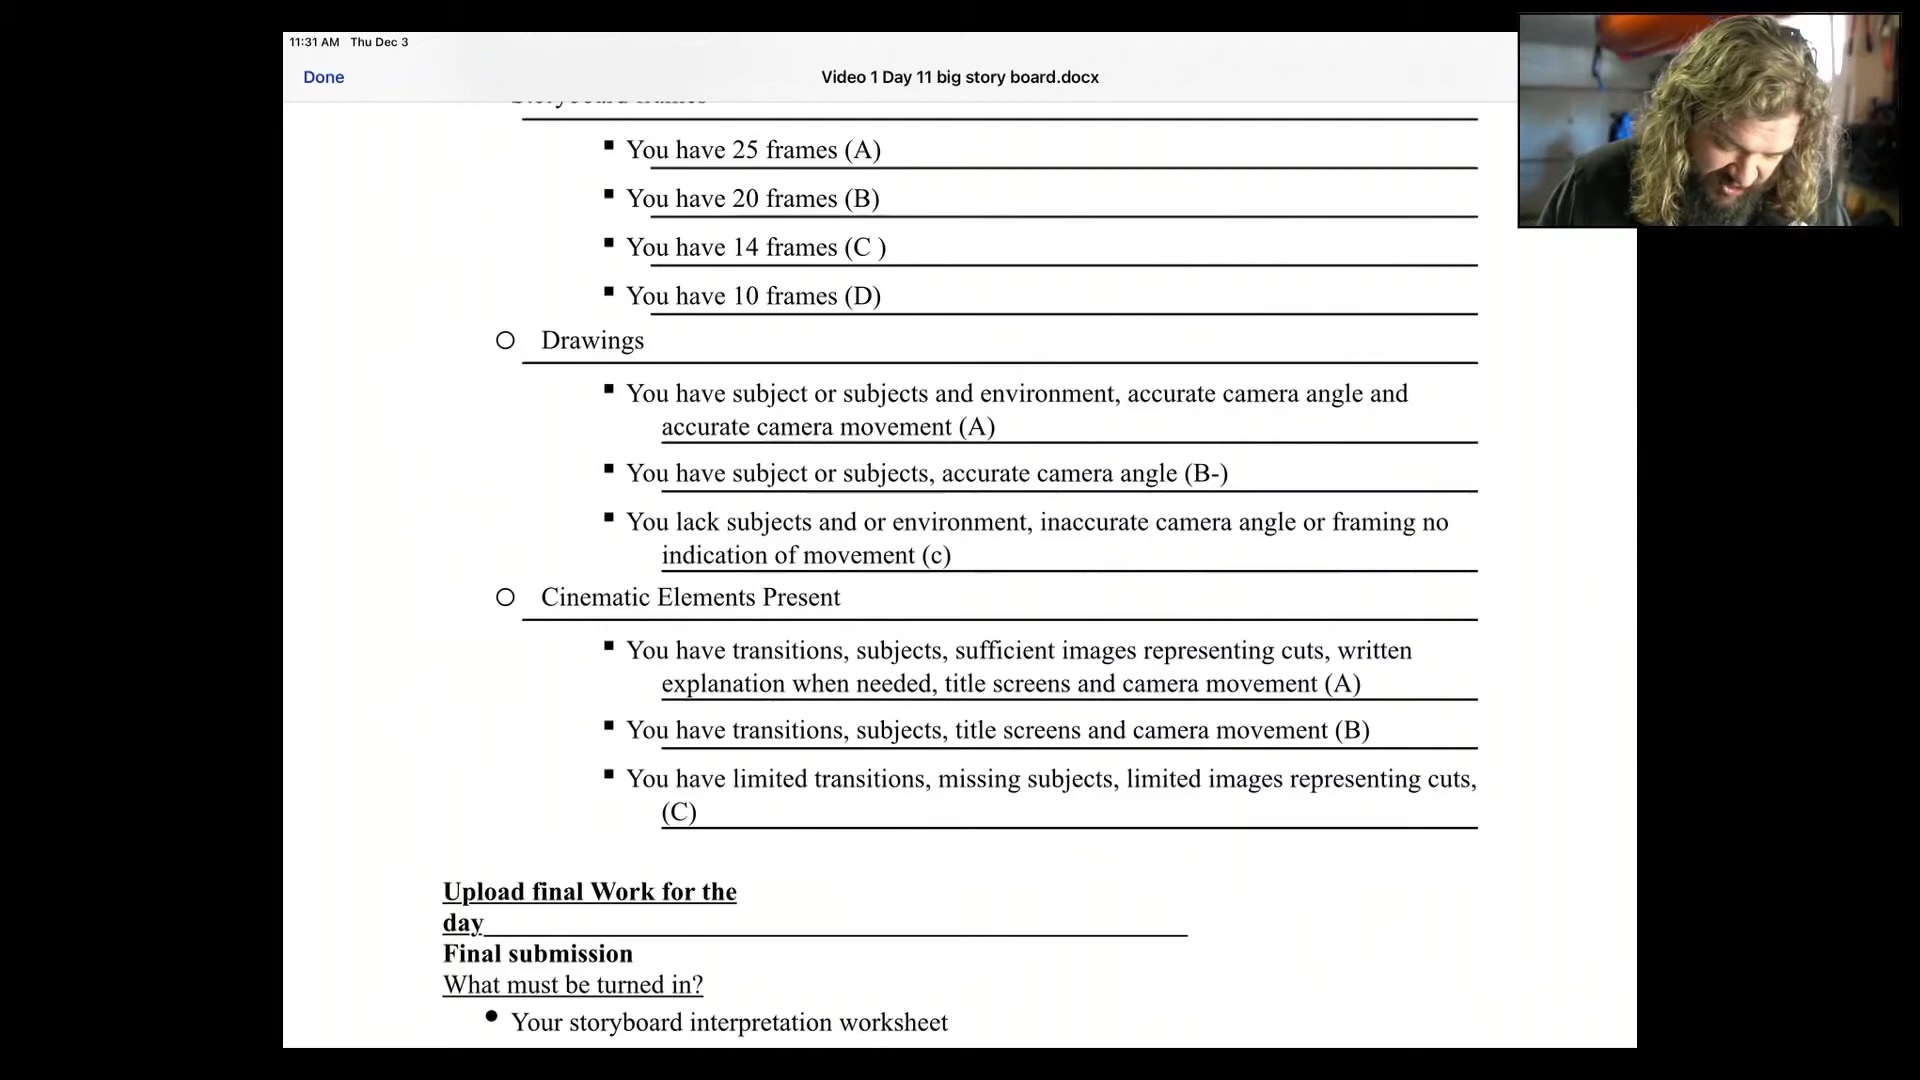 11:31 AM Thu Dec 3
Done
Video 1 Day 11 big story board.docx
Storyboard frames
You have 25 frames (A)
You have 20 frames (B)
You have 14 frames (C )
You have 10 frames (D)
Drawings
You have subject or subjects and environment, accurate camera angle and
accurate camera movement (A)
You have subject or subjects, accurate camera angle (B-)
You lack subjects and or environment, inaccurate camera angle or framing no
indication of movement (c)
Cinematic Elements Present
You have transitions, subjects, sufficient images representing cuts, written
explanation when needed, title screens and camera movement (A)
You have transitions, subjects, title screens and camera movement (B)
You have limited transitions, missing subjects, limited images representing cuts,
(C)
Upload final Work for the
day
Final submission
What must be turned in?
Your storyboard interpretation worksheet